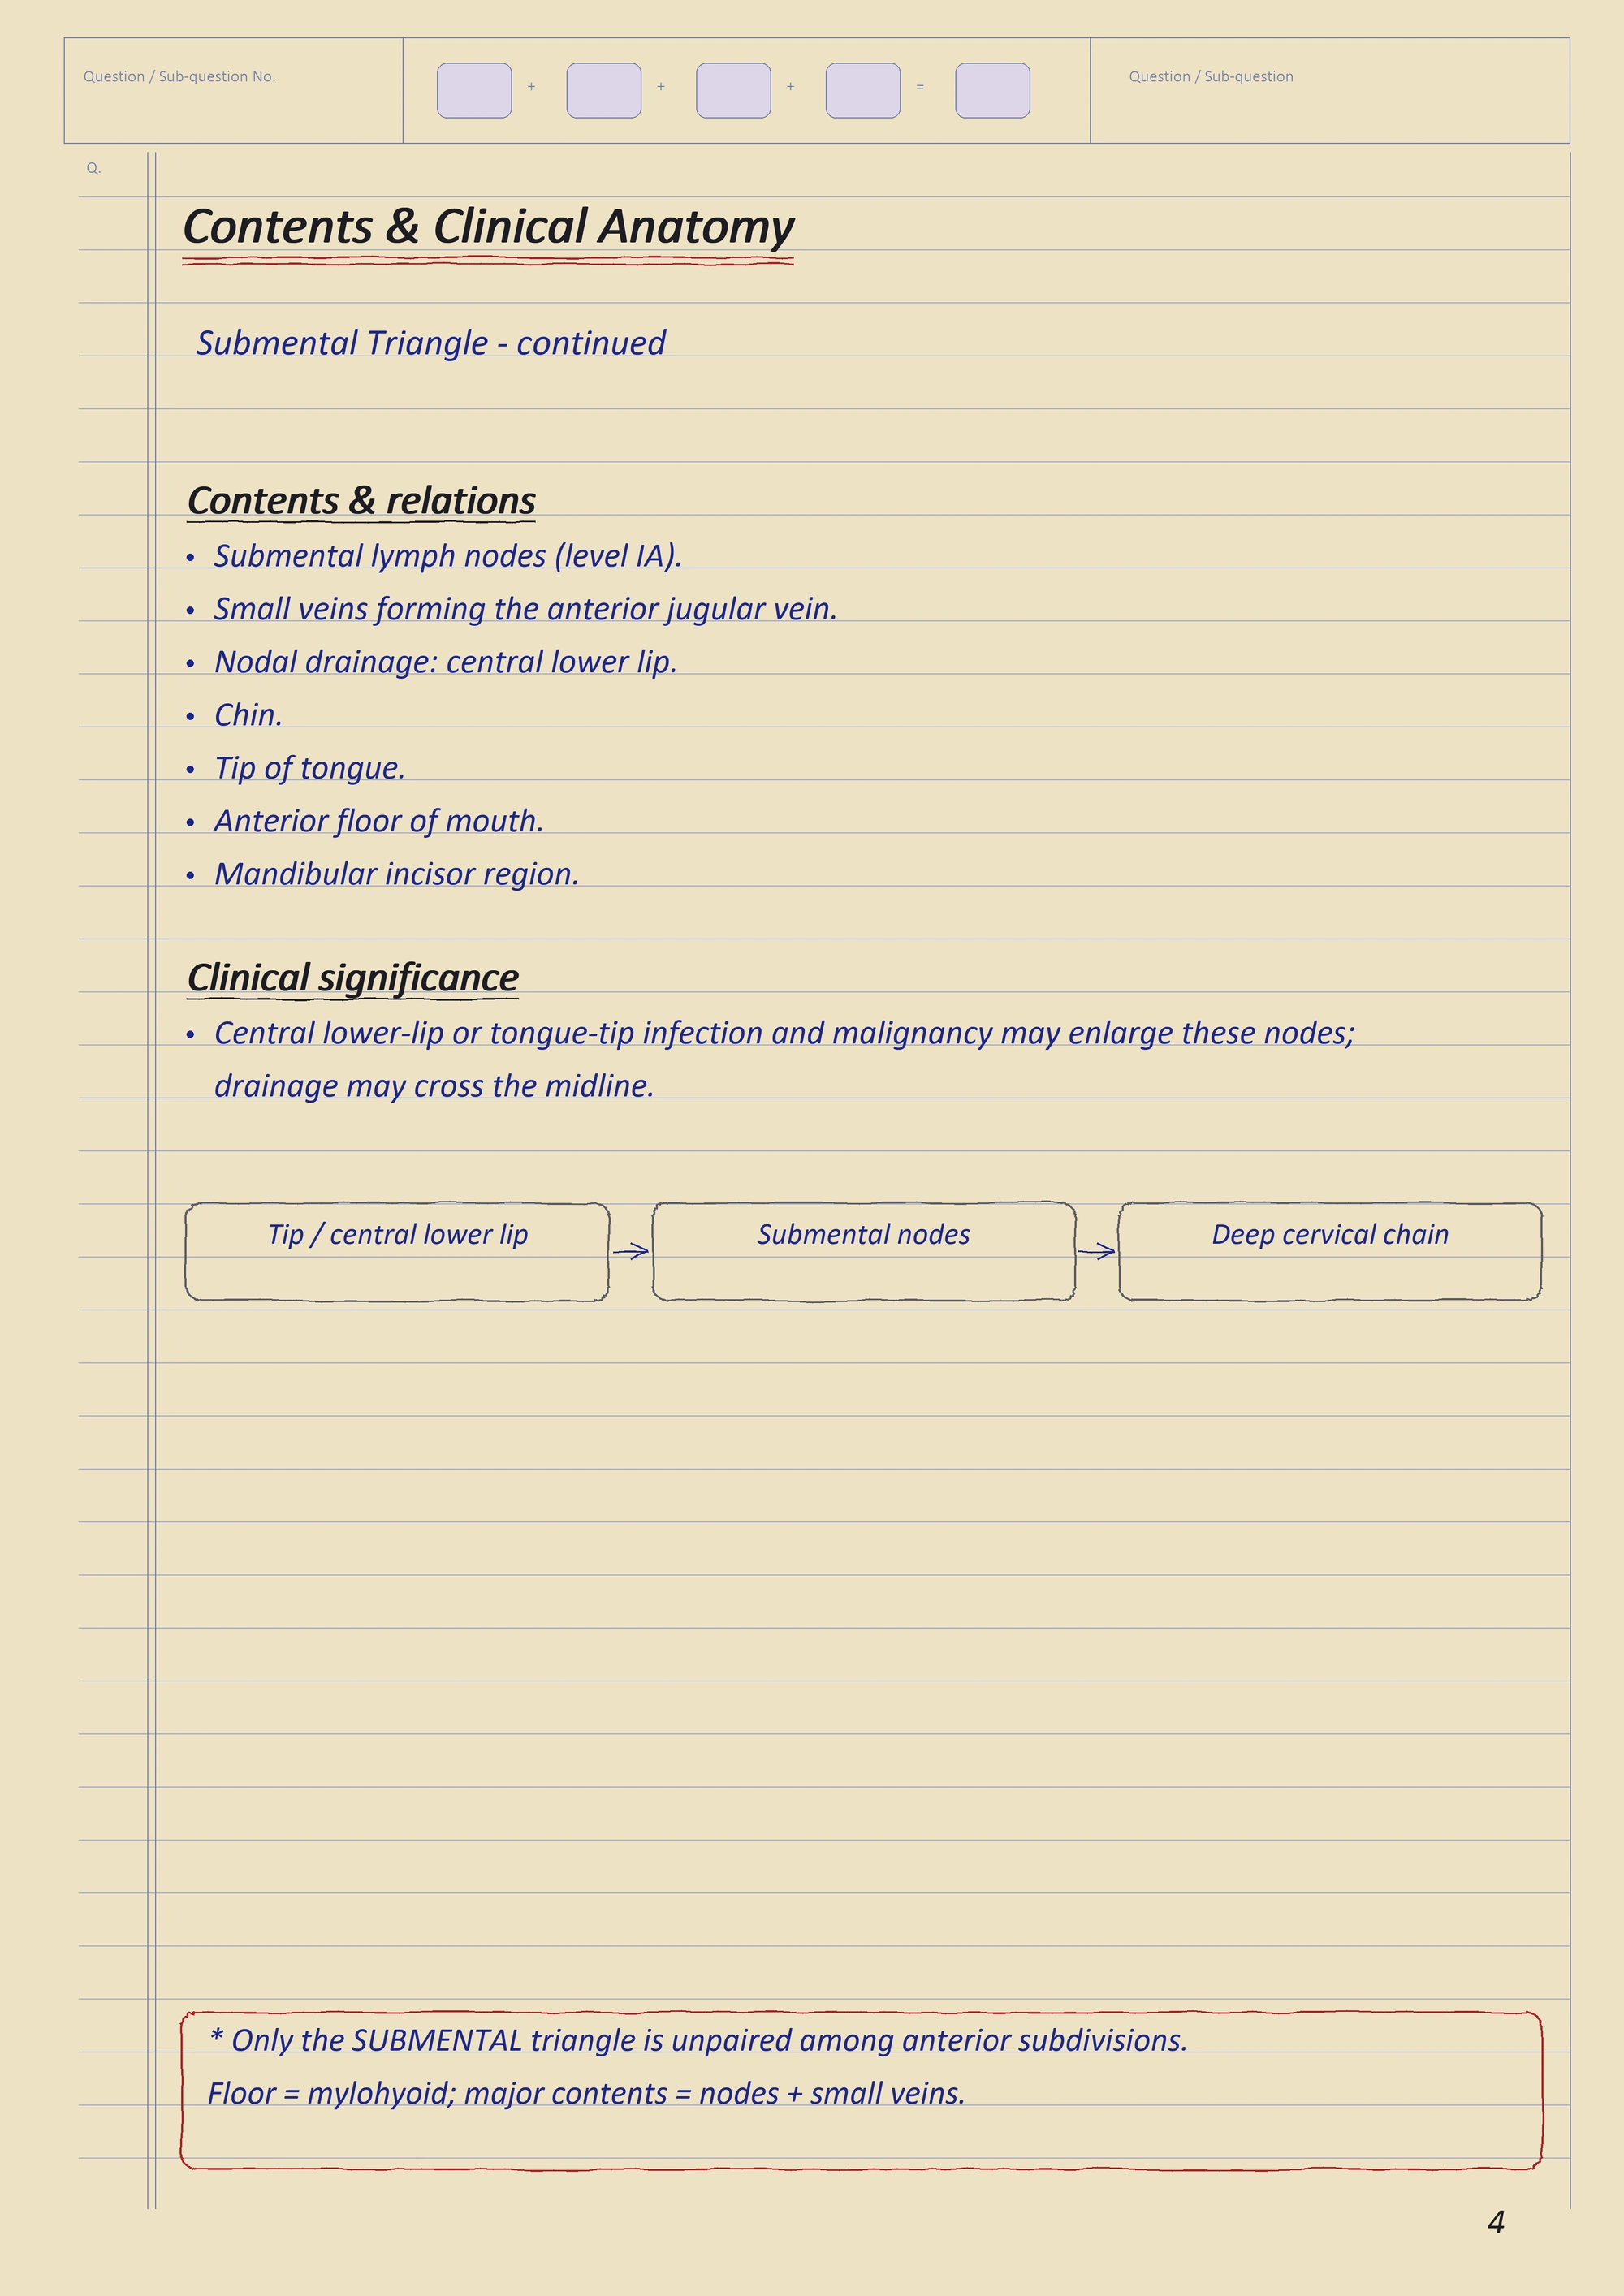 Question / Sub-question No.
+ + + =
Question / Sub-question
Q.
Contents & Clinical Anatomy
Submental Triangle - continued
Contents & relations
• Submental lymph nodes (level IA).
• Small veins forming the anterior jugular vein.
• Nodal drainage: central lower lip.
• Chin.
• Tip of tongue.
• Anterior floor of mouth.
• Mandibular incisor region.
Clinical significance
• Central lower-lip or tongue-tip infection and malignancy may enlarge these nodes;
drainage may cross the midline.
Tip / central lower lip → Submental nodes → Deep cervical chain
* Only the SUBMENTAL triangle is unpaired among anterior subdivisions.
Floor = mylohyoid; major contents = nodes + small veins.
4